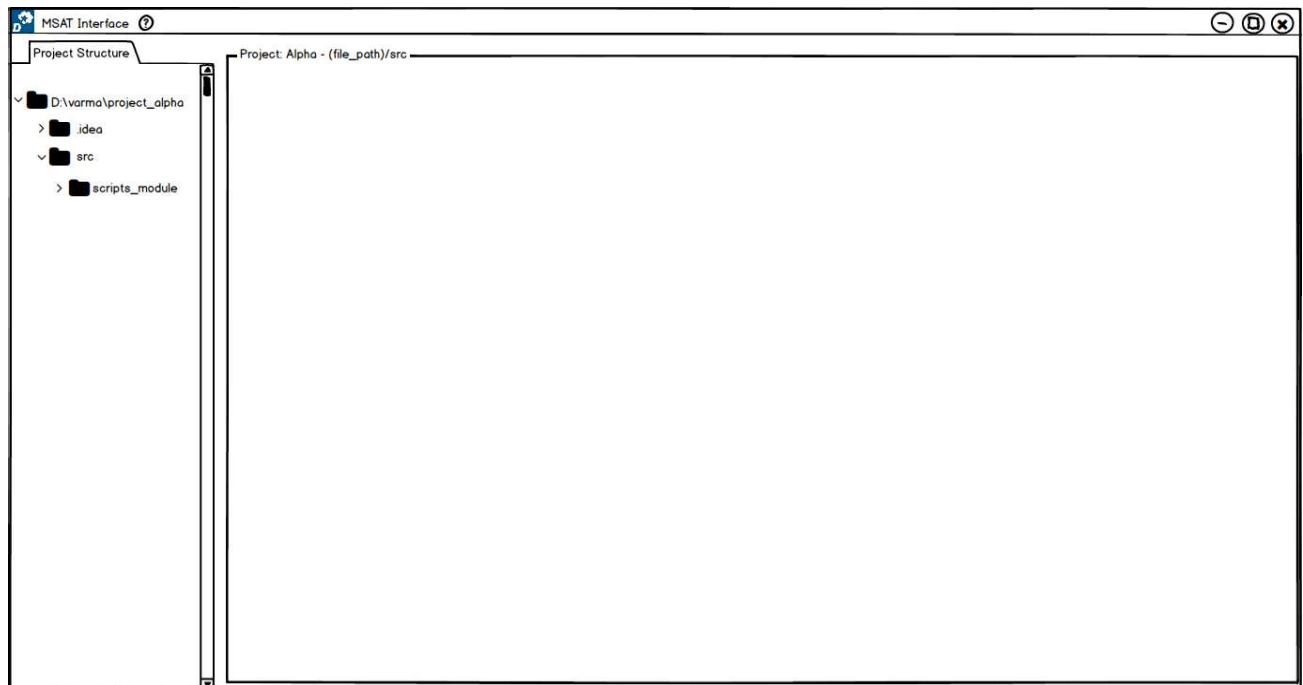 MSAT Interface ?
Project Structure
Project: Alpha - (file_path)/src
D:\varma\project_alpha
.idea
src
scripts_module
D